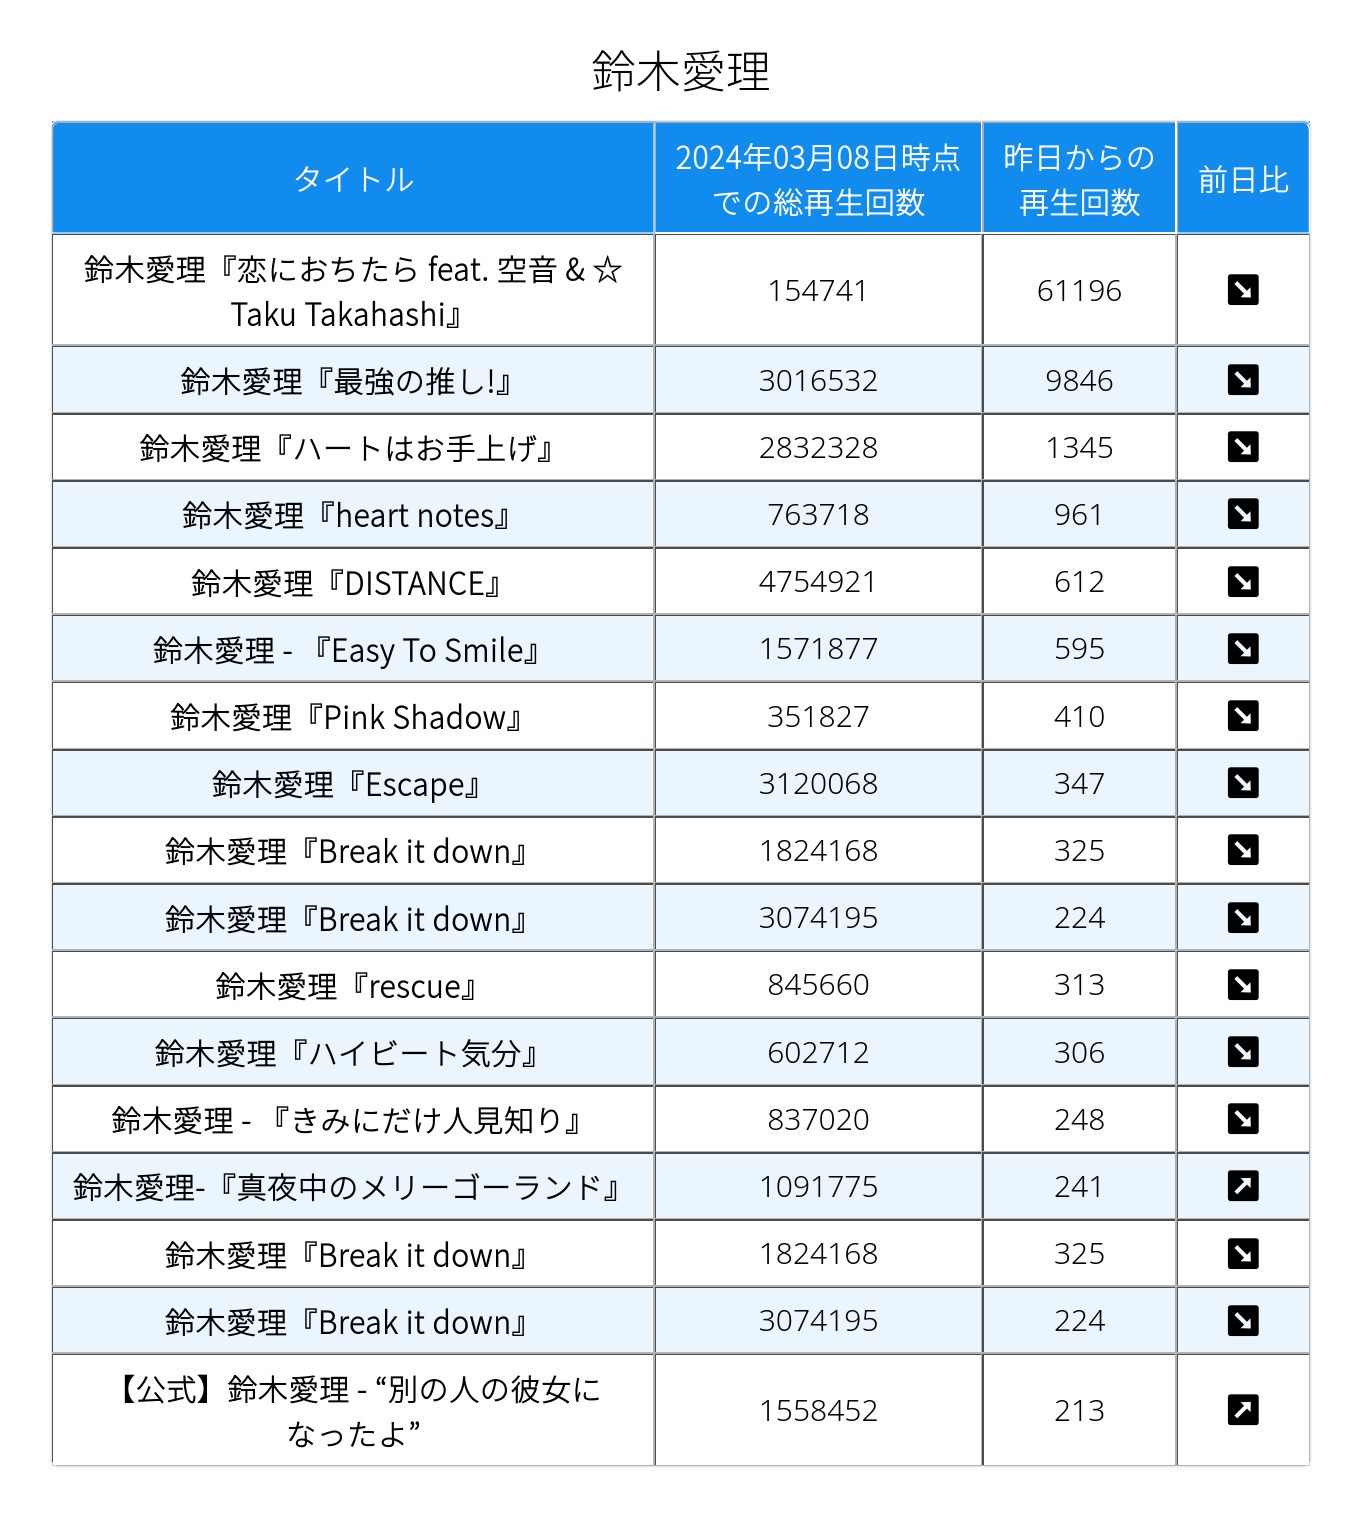 鈴木愛理
タイトル
2024年03月08日時点
での総再生回数
昨日からの
再生回数
前日比
鈴木愛理『恋におちたら feat. 空音 & ☆
Taku Takahashi』
154741
61196
鈴木愛理『最強の推し!』
3016532
9846
鈴木愛理『ハートはお手上げ』
2832328
1345
鈴木愛理『heart notes』
763718
961
鈴木愛理『DISTANCE』
4754921
612
鈴木愛理 - 『Easy To Smile』
1571877
595
鈴木愛理『Pink Shadow』
351827
410
鈴木愛理『Escape』
3120068
347
鈴木愛理『Break it down』
1824168
325
鈴木愛理『Break it down』
3074195
224
鈴木愛理『rescue』
845660
313
鈴木愛理『ハイビート気分』
602712
306
鈴木愛理 - 『きみにだけ人見知り』
837020
248
鈴木愛理-『真夜中のメリーゴーランド』
1091775
241
鈴木愛理『Break it down』
1824168
325
鈴木愛理『Break it down』
3074195
224
【公式】鈴木愛理 - “別の人の彼女に
なったよ”
1558452
213